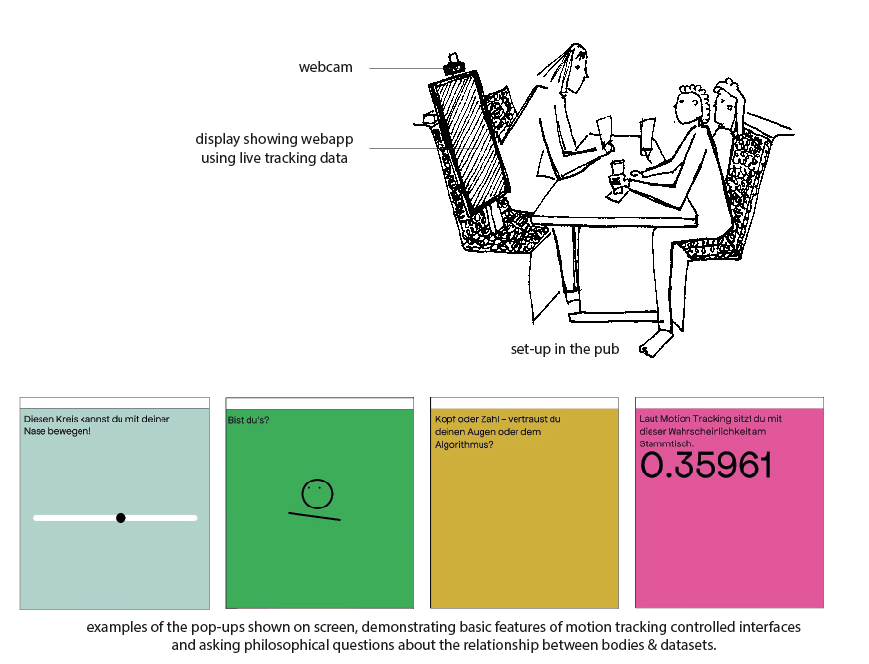 webcam
display showing webapp
using live tracking data
set-up in the pub
Diesen Kreis kannst du mit deiner
Nase bewegen!
Bist du's?
Kopf oder Zahl – vertraust du
deinen Augen oder dem
Algorithmus?
Laut Motion Tracking sitzt du mit
dieser Wahrscheinlichkeit am
Stammtisch.
0.35961
examples of the pop-ups shown on screen, demonstrating basic features of motion tracking controlled interfaces
and asking philosophical questions about the relationship between bodies & datasets.